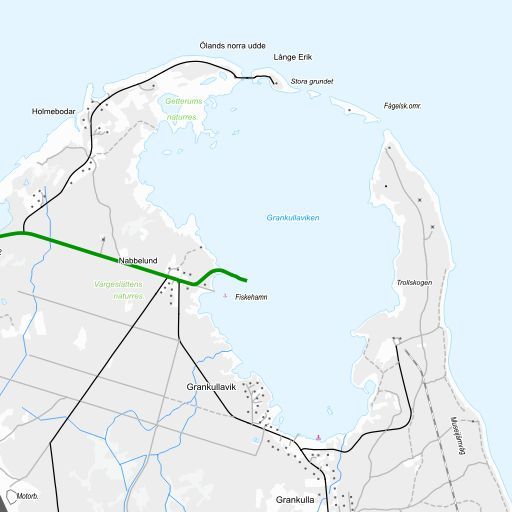 Ölands norra udde
Långe Erik
Stora grundet
Getterums
naturres.
Fågelsk.omr.
Holmebodar
Grankullaviken
Nabbelund
Vargeslättens
naturres.
Trollskogen
Fiskehamn
Grankullavik
Museijärnväg
Grankulla
Motorb.